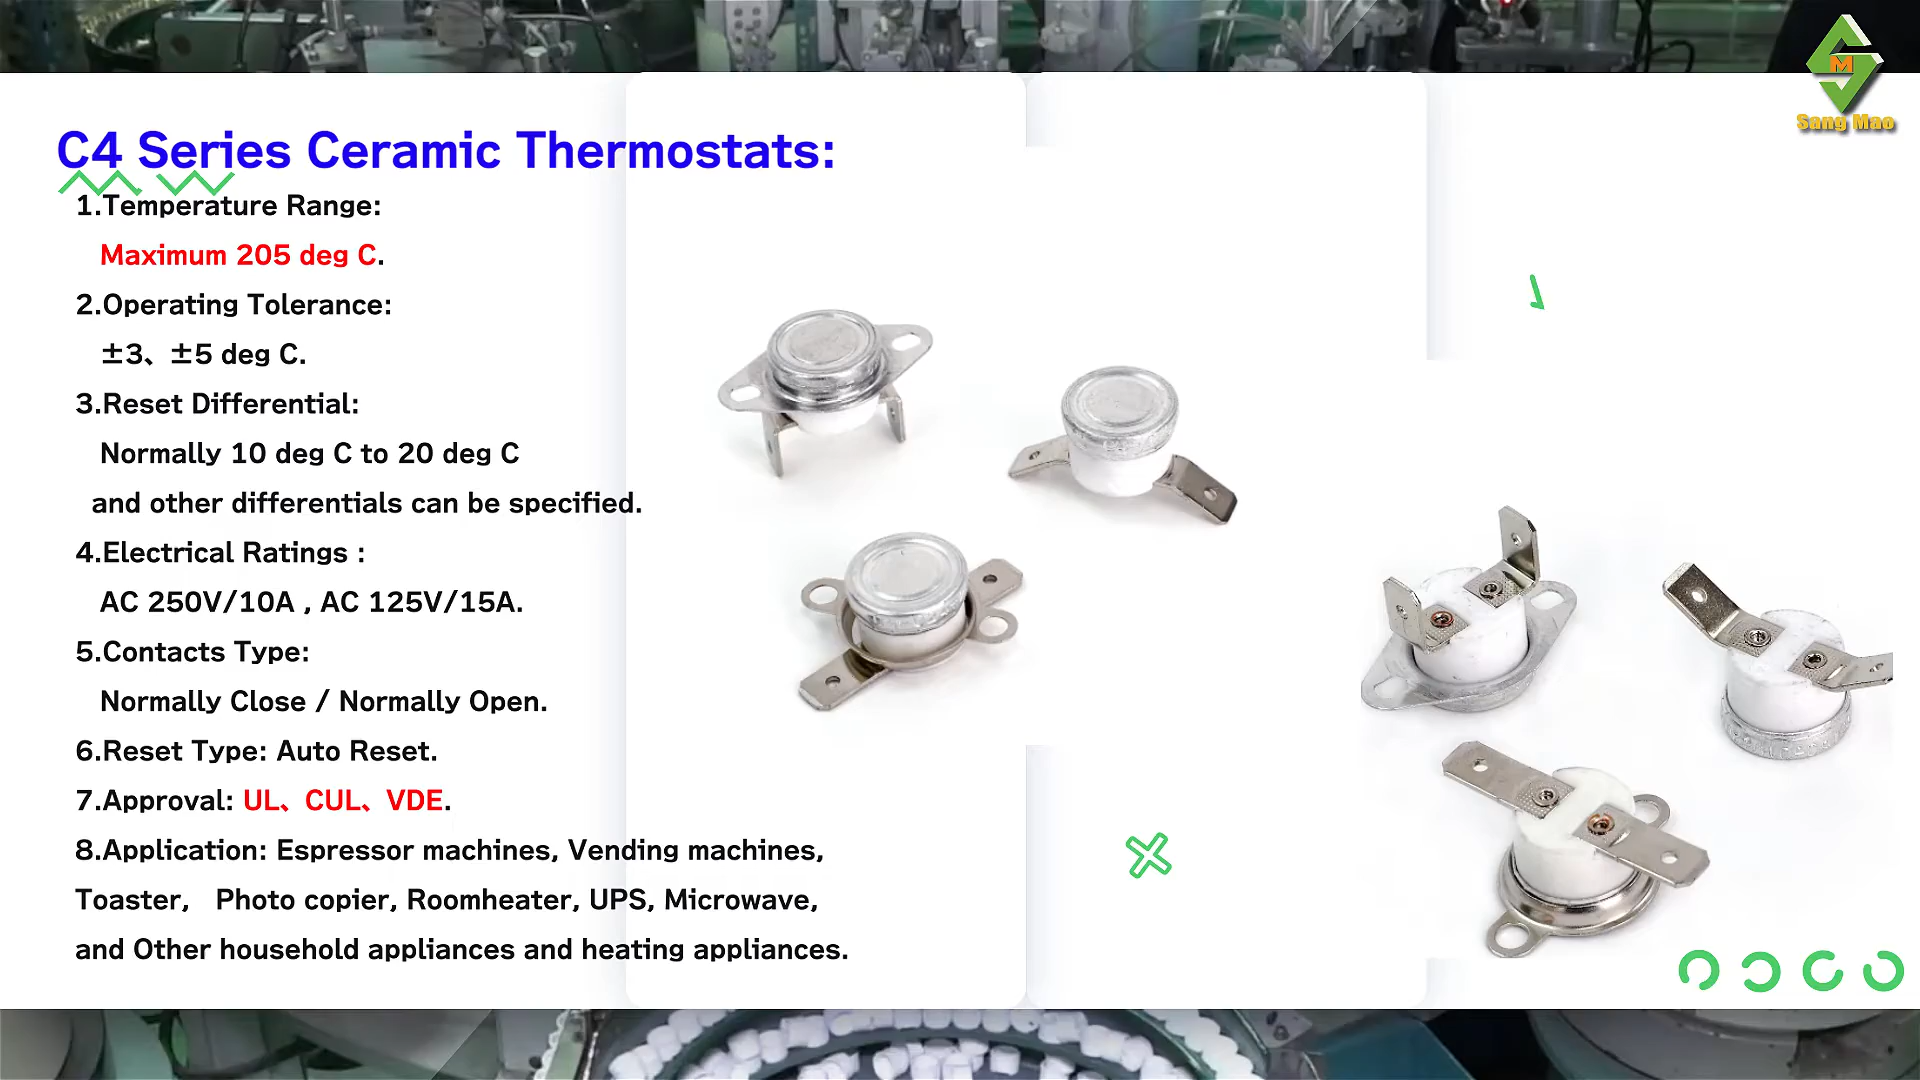 C4 Series Ceramic Thermostats:
1.Temperature Range:
Maximum 205 deg C.
2.Operating Tolerance:
±3、±5 deg C.
3.Reset Differential:
Normally 10 deg C to 20 deg C
and other differentials can be specified.
4.Electrical Ratings :
AC 250V/10A , AC 125V/15A.
5.Contacts Type:
Normally Close / Normally Open.
6.Reset Type: Auto Reset.
7.Approval: UL、CUL、VDE.
8.Application: Espressor machines, Vending machines,
Toaster, Photo copier, Roomheater, UPS, Microwave,
and Other household appliances and heating appliances.
M
Sang Mao